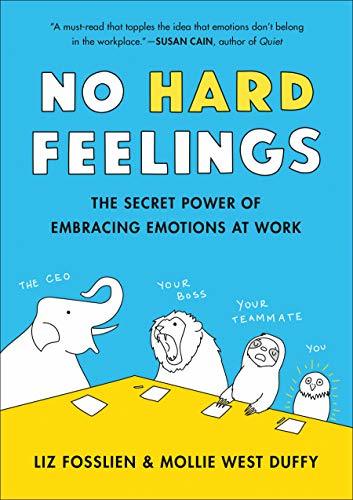 “A must-read that topples the idea that emotions don’t belong
in the workplace.”—SUSAN CAIN, author of Quiet
NO HARD
FEELINGS
THE SECRET POWER OF
EMBRACING EMOTIONS AT WORK
THE CEO
YOUR
BOSS
YOUR
TEAMMATE
YOU
LIZ FOSSLIEN & MOLLIE WEST DUFFY